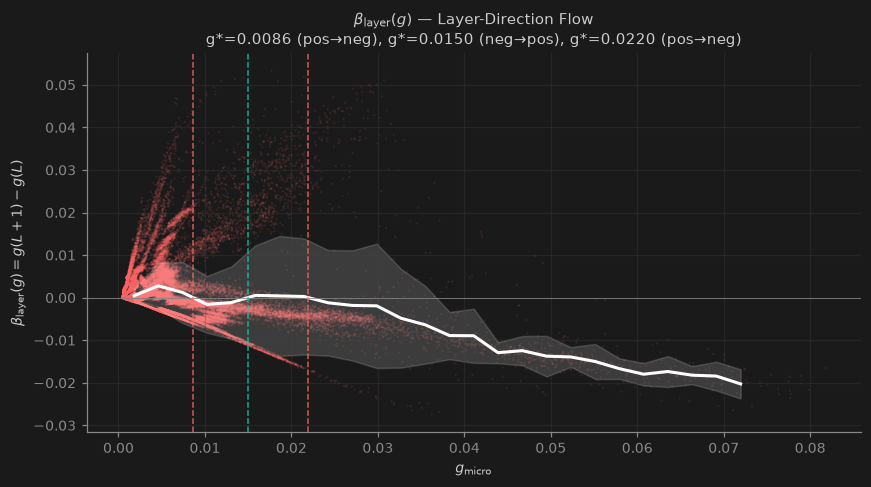 β_layer(g) — Layer-Direction Flow
g*=0.0086 (pos→neg), g*=0.0150 (neg→pos), g*=0.0220 (pos→neg)
β_layer(g) = g(L + 1) − g(L)
0.05
0.04
0.03
0.02
0.01
0.00
−0.01
−0.02
−0.03
0.00 0.01 0.02 0.03 0.04 0.05 0.06 0.07 0.08
g_micro